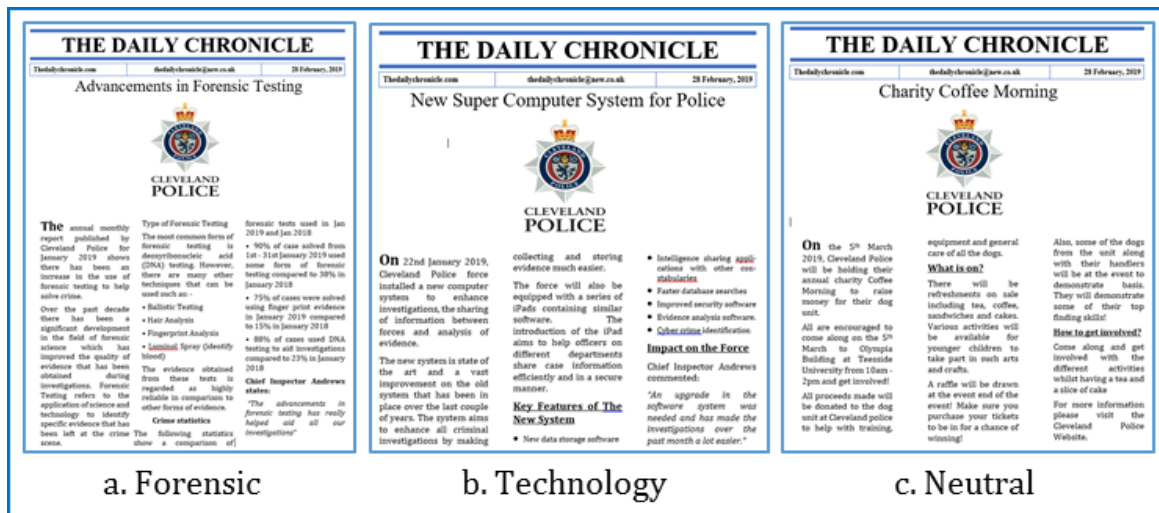 THE DAILY CHRONICLE
Thedailychronicle.com thedailychronicle@new.co.uk 28 February, 2019
Advancements in Forensic Testing
CLEVELAND
POLICE
The annual monthly
report published by
Cleveland Police for
January 2019 shows
there has been an
increase in the use of
forensic testing to help
solve crime.
Over the past decade
there has been a
significant development
in the field of forensic
science which has
improved the quality of
evidence that has been
obtained during
investigations. Forensic
Testing refers to the
application of science and
technology to identify
specific evidence that has
been left at the crime
scene.
Type of Forensic Testing
The most common form of
forensic testing is
deoxyribonucleic acid
(DNA) testing. However,
there are many other
techniques that can be
used such as: -
• Ballistic Testing
• Hair Analysis
• Fingerprint Analysis
• Luminol Spray (identify
blood)
The evidence obtained
from these tests is
regarded as highly
reliable in comparison to
other forms of evidence.
Crime statistics
The following statistics
show a comparison of
forensic tests used in Jan
2019 and Jan 2018
• 90% of case solved from
1st - 31st January 2019 used
some form of forensic
testing compared to 38% in
January 2018
• 75% of cases were solved
using finger print evidence
in January 2019 compared
to 15% in January 2018
• 88% of cases used DNA
testing to aid investigations
compared to 23% in January
2018
Chief Inspector Andrews
states:
"The advancements in
forensic testing has really
helped aid all our
investigations"
a. Forensic
THE DAILY CHRONICLE
Thedailychronicle.com thedailychronicle@new.co.uk 28 February, 2019
New Super Computer System for Police
CLEVELAND
POLICE
On 22nd January 2019,
Cleveland Police force
installed a new computer
system to enhance
investigations, the sharing
of information between
forces and analysis of
evidence.
The new system is state of
the art and a vast
improvement on the old
system that has been in
place over the last couple
of years. The system aims
to enhance all criminal
investigations by making
collecting and storing
evidence much easier.
The force will also be
equipped with a series of
iPads containing similar
software. The
introduction of the iPad
aims to help officers on
different departments
share case information
efficiently and in a secure
manner.
Key Features of The
New System
• New data storage software
• Intelligence sharing appli-
cations with other con-
stabularies
• Faster database searches
• Improved security software
• Evidence analysis software.
• Cyber crime identification
Impact on the Force
Chief Inspector Andrews
commented:
"An upgrade in the
software system was
needed and has made the
investigations over the
past month a lot easier."
b. Technology
THE DAILY CHRONICLE
Thedailychronicle.com thedailychronicle@new.co.uk 28 February, 2019
Charity Coffee Morning
CLEVELAND
POLICE
On the 5th March
2019, Cleveland Police
will be holding their
annual charity Coffee
Morning to raise
money for their dog
unit.
All are encouraged to
come along on the 5th
March to Olympia
Building at Teesside
University from 10am -
2pm and get involved!
All proceeds made will
be donated to the dog
unit at Cleveland police
to help with training,
equipment and general
care of all the dogs.
What is on?
There will be
refreshments on sale
including tea, coffee,
sandwiches and cakes.
Various activities will
be available for
younger children to
take part in such arts
and crafts.
A raffle will be drawn
at the event end of the
event! Make sure you
purchase your tickets
to be in for a chance of
winning!
Also, some of the dogs
from the unit along
with their handlers
will be at the event to
demonstrate basis.
They will demonstrate
some of their top
finding skills!
How to get involved?
Come along and get
involved with the
different activities
whilst having a tea and
a slice of cake
For more information
please visit the
Cleveland Police
Website.
c. Neutral